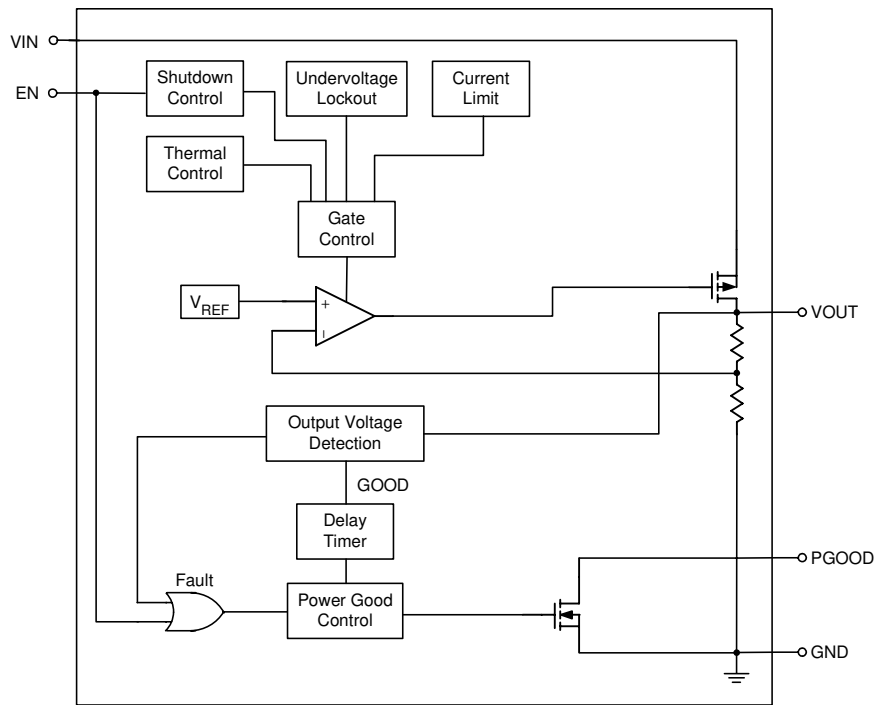 VIN
EN
Shutdown
Control
Undervoltage
Lockout
Current
Limit
Thermal
Control
Gate
Control
VREF
+
–
VOUT
Output Voltage
Detection
GOOD
Delay
Timer
PGOOD
Fault
Power Good
Control
GND